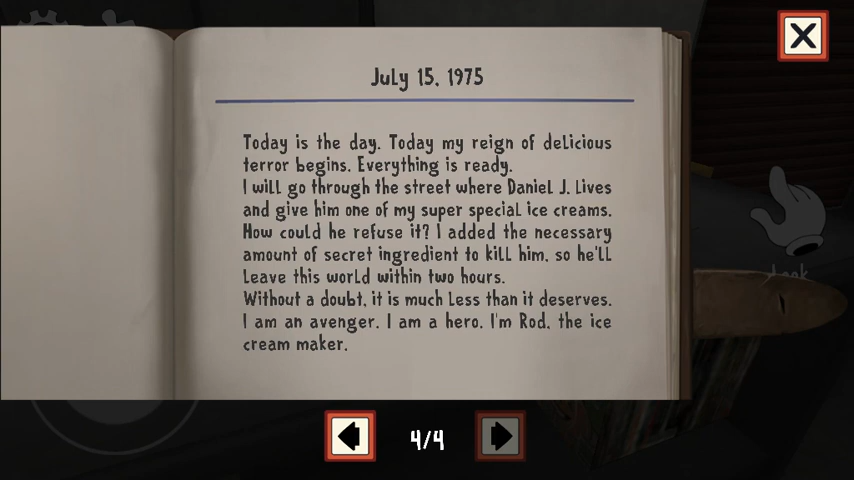 July 15, 1975
Today is the day. Today my reign of delicious
terror begins. Everything is ready.
I will go through the street where Daniel J. lives
and give him one of my super special ice creams.
How could he refuse it? I added the necessary
amount of secret ingredient to kill him, so he'll
leave this world within two hours.
Without a doubt, it is much less than it deserves.
I am an avenger. I am a hero. I'm Rod, the ice
cream maker.
Look
4/4